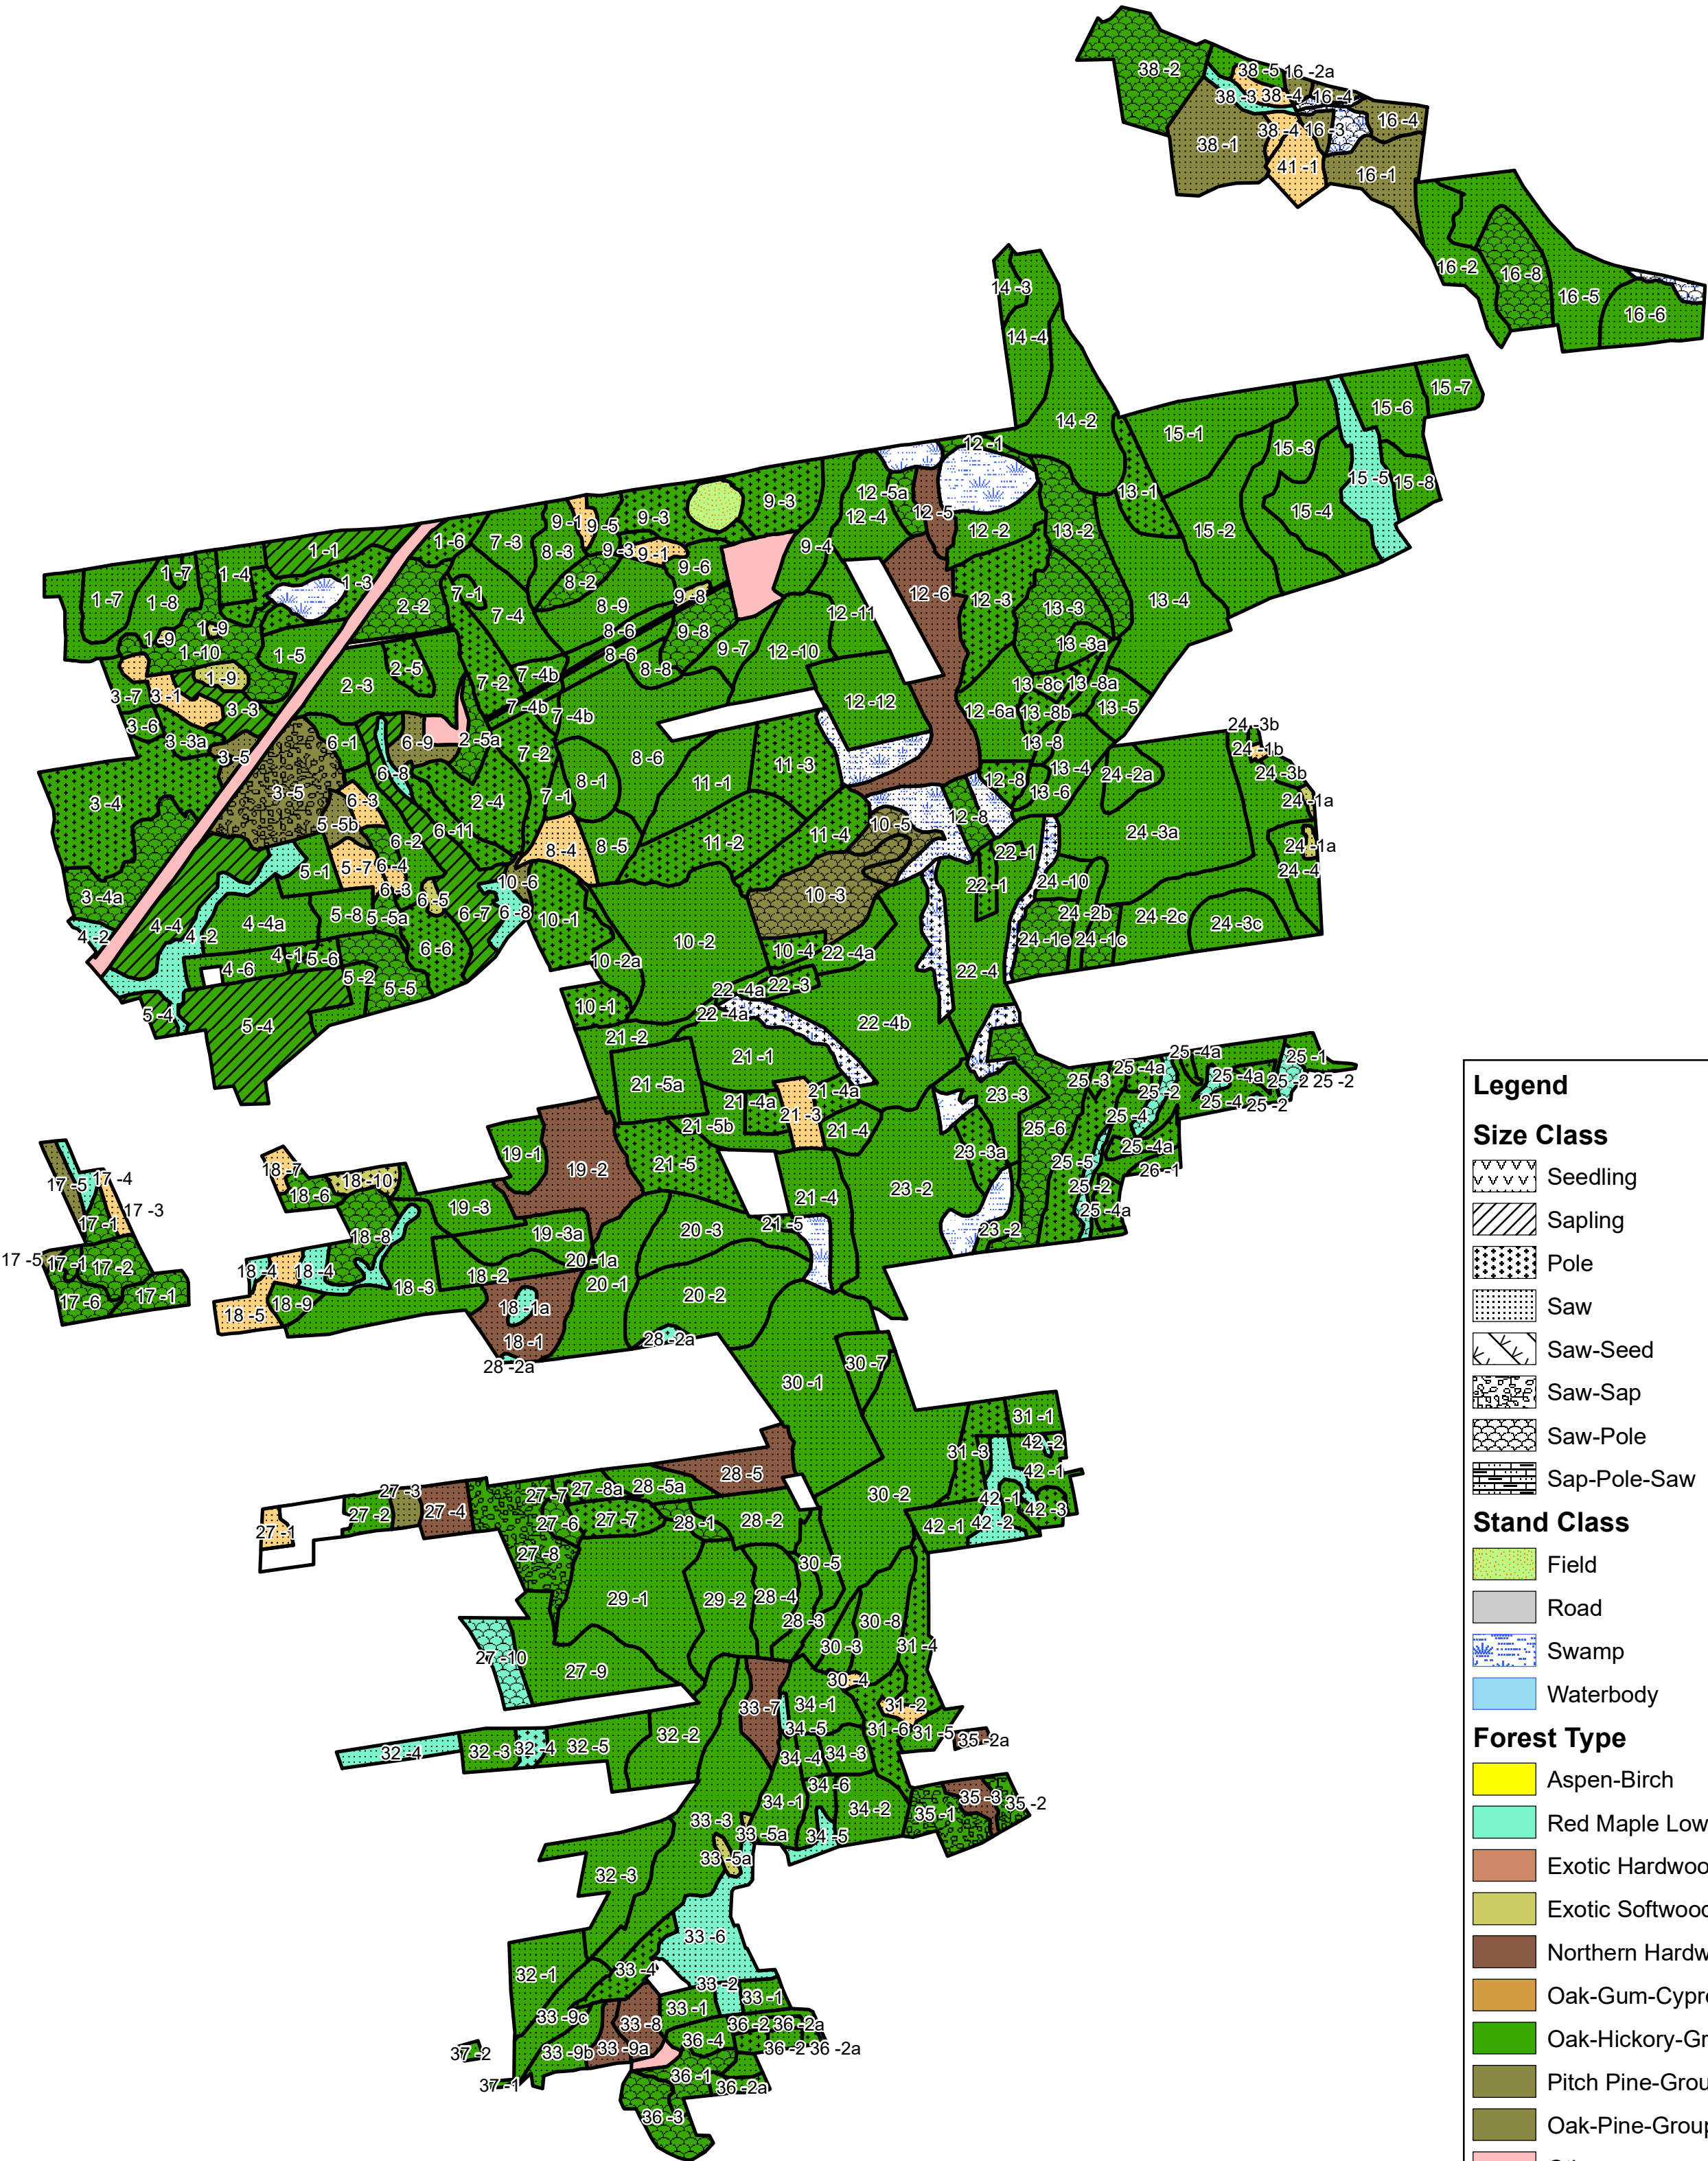 38 -2
38 -5 16 -2a
38 -3 38 -4 16 -4
38 -4 16 -3 16 -4
38 -1
41 -1 16 -1
16 -2 16 -8
16 -5
16 -6
14 -3
14 -4
14 -2
15 -7
15 -6
15 -1
15 -3
15 -5 15 -8
15 -4
15 -2
12 -1
12 -5a
12 -4 12 -5
12 -2 13 -2
13 -1
9 -3
9 -1 9 -5 9 -3
9 -4
1 -6 7 -3 8 -3 9 -3 9 -1
9 -6
1 -1
1 -7 1 -4
1 -3
1 -7 1 -8
2 -2
7 -1
7 -4
8 -2
8 -9
9 -8
12 -11
12 -6 12 -3
13 -3
13 -4
1 -9 1 -9
1 -10
1 -5
8 -6
8 -6
9 -8
9 -7
8 -8
12 -10
13 -3a
1 -9
2 -3 2 -5
7 -2 7 -4b
12 -12
13 -8c 13 -8a
3 -7 3 -1
3 -3
3 -6
3 -3a
7 -4b 7 -4b
12 -6a 13 -8b 13 -5
6 -1 6 -9 2 -5a
7 -2
13 -8
24 -3b
24 -1b
3 -5
3 -5
6 -8
8 -6
11 -1
11 -3
12 -8 13 -4 24 -2a
13 -6
24 -3b
24 -1a
3 -4
6 -3
2 -4
7 -1
8 -1
5 -5b
6 -2
6 -11
10 -5
12 -8
11 -4
11 -2
24 -3a
24 -1a
8 -4
8 -5
22 -1
24 -4
5 -1 5 -7 6 -4
6 -3
6 -5
10 -6
10 -3
22 -1
24 -10
3 -4a
4 -4
4 -2 4 -2
4 -4a
5 -8 5 -5a
6 -7 6 -8 10 -1
24 -2b 24 -2c 24 -3c
24 -1e 24 -1c
4 -6 4 -1 5 -6
6 -6
5 -2
5 -5
10 -2
10 -2a
10 -4 22 -4a
22 -4
5 -4
5 -4
10 -1
22 -4a 22 -3
22 -4a
22 -4b
21 -2
21 -1
21 -5a
21 -4a
21 -4a
21 -3
21 -5b
21 -4
25 -4a
25 -1
25 -4a
25 -3
25 -2
25 -4a
25 -2 25 -2
23 -3
25 -4
25 -4 25 -2
25 -6
25 -4a
19 -1
19 -2
21 -5
23 -3a
25 -5
26 -1
23 -2
25 -2
25 -4a
21 -4
23 -2
21 -5
17 -5 17 -4
17 -3
17 -1
17 -5 17 -1 17 -2
17 -6 17 -1
18 -7
18 -6
18 -10
18 -8
19 -3
19 -3a
20 -3
18 -4 18 -4
18 -3
18 -2
20 -1a
20 -1
20 -2
18 -5
18 -9
18 -1a
18 -1
28 -2a
28 -2a
30 -7
30 -1
31 -1
31 -3
42 -2
42 -1
28 -5
30 -2
42 -1
42 -3
42 -1 42 -2
27 -3
27 -2
27 -4
27 -1
27 -7 27 -8a 28 -5a
27 -6 27 -7
28 -1 28 -2
27 -8
30 -5
29 -1
29 -2 28 -4
28 -3
30 -8
30 -3
31 -4
27 -10
27 -9
30 -4
33 -7
34 -1
31 -2
34 -5
31 -6 31 -5
35 -2a
32 -4 32 -3 32 -4 32 -5
32 -2
34 -4 34 -3
34 -6
34 -1
34 -2
35 -1
35 -3
35 -2
33 -3
33 -5a
34 -5
33 -5a
32 -3
33 -6
32 -1
33 -4
33 -2
33 -1
33 -1
33 -9c
33 -8
36 -2 36 -2a
37 -2
33 -9b 33 -9a
36 -4
36 -2 36 -2a
37 -1
36 -1
36 -2a
36 -3
Legend
Size Class
Seedling
Sapling
Pole
Saw
Saw-Seed
Saw-Sap
Saw-Pole
Sap-Pole-Saw
Stand Class
Field
Road
Swamp
Waterbody
Forest Type
Aspen-Birch
Red Maple Low
Exotic Hardwoo
Exotic Softwood
Northern Hardw
Oak-Gum-Cypre
Oak-Hickory-Gr
Pitch Pine-Grou
Oak-Pine-Group